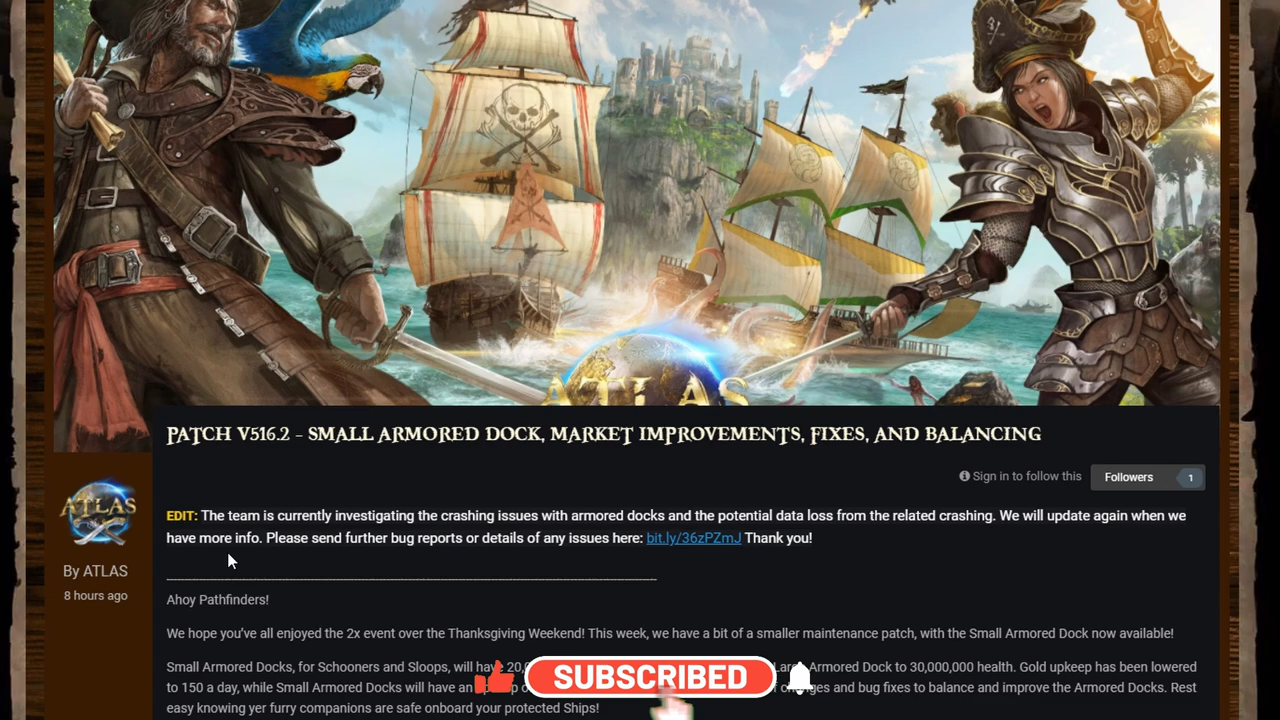 ATLAS
PATCH V516.2 - SMALL ARMORED DOCK, MARKET IMPROVEMENTS, FIXES, AND BALANCING
Sign in to follow this
Followers
1
ATLAS
By ATLAS
8 hours ago
EDIT: The team is currently investigating the crashing issues with armored docks and the potential data loss from the related crashing. We will update again when we
have more info. Please send further bug reports or details of any issues here: bit.ly/36zPZmJ Thank you!
Ahoy Pathfinders!
We hope you've all enjoyed the 2x event over the Thanksgiving Weekend! This week, we have a bit of a smaller maintenance patch, with the Small Armored Dock now available!
Small Armored Docks, for Schooners and Sloops, will have Armored Dock to 30,000,000 health. Gold upkeep has been lowered
to 150 a day, while Small Armored Docks will have an and bug fixes to balance and improve the Armored Docks. Rest
easy knowing yer furry companions are safe onboard your protected Ships!
SUBSCRIBED